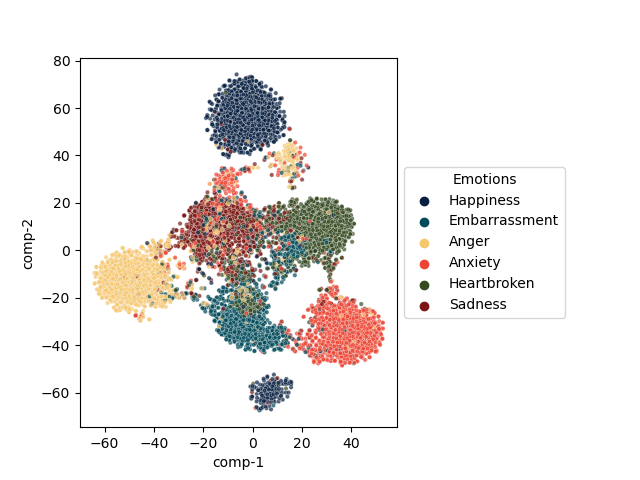 80
60
40
20
0
−20
−40
−60
comp-2
−60 −40 −20 0 20 40
comp-1
Emotions
Happiness
Embarrassment
Anger
Anxiety
Heartbroken
Sadness